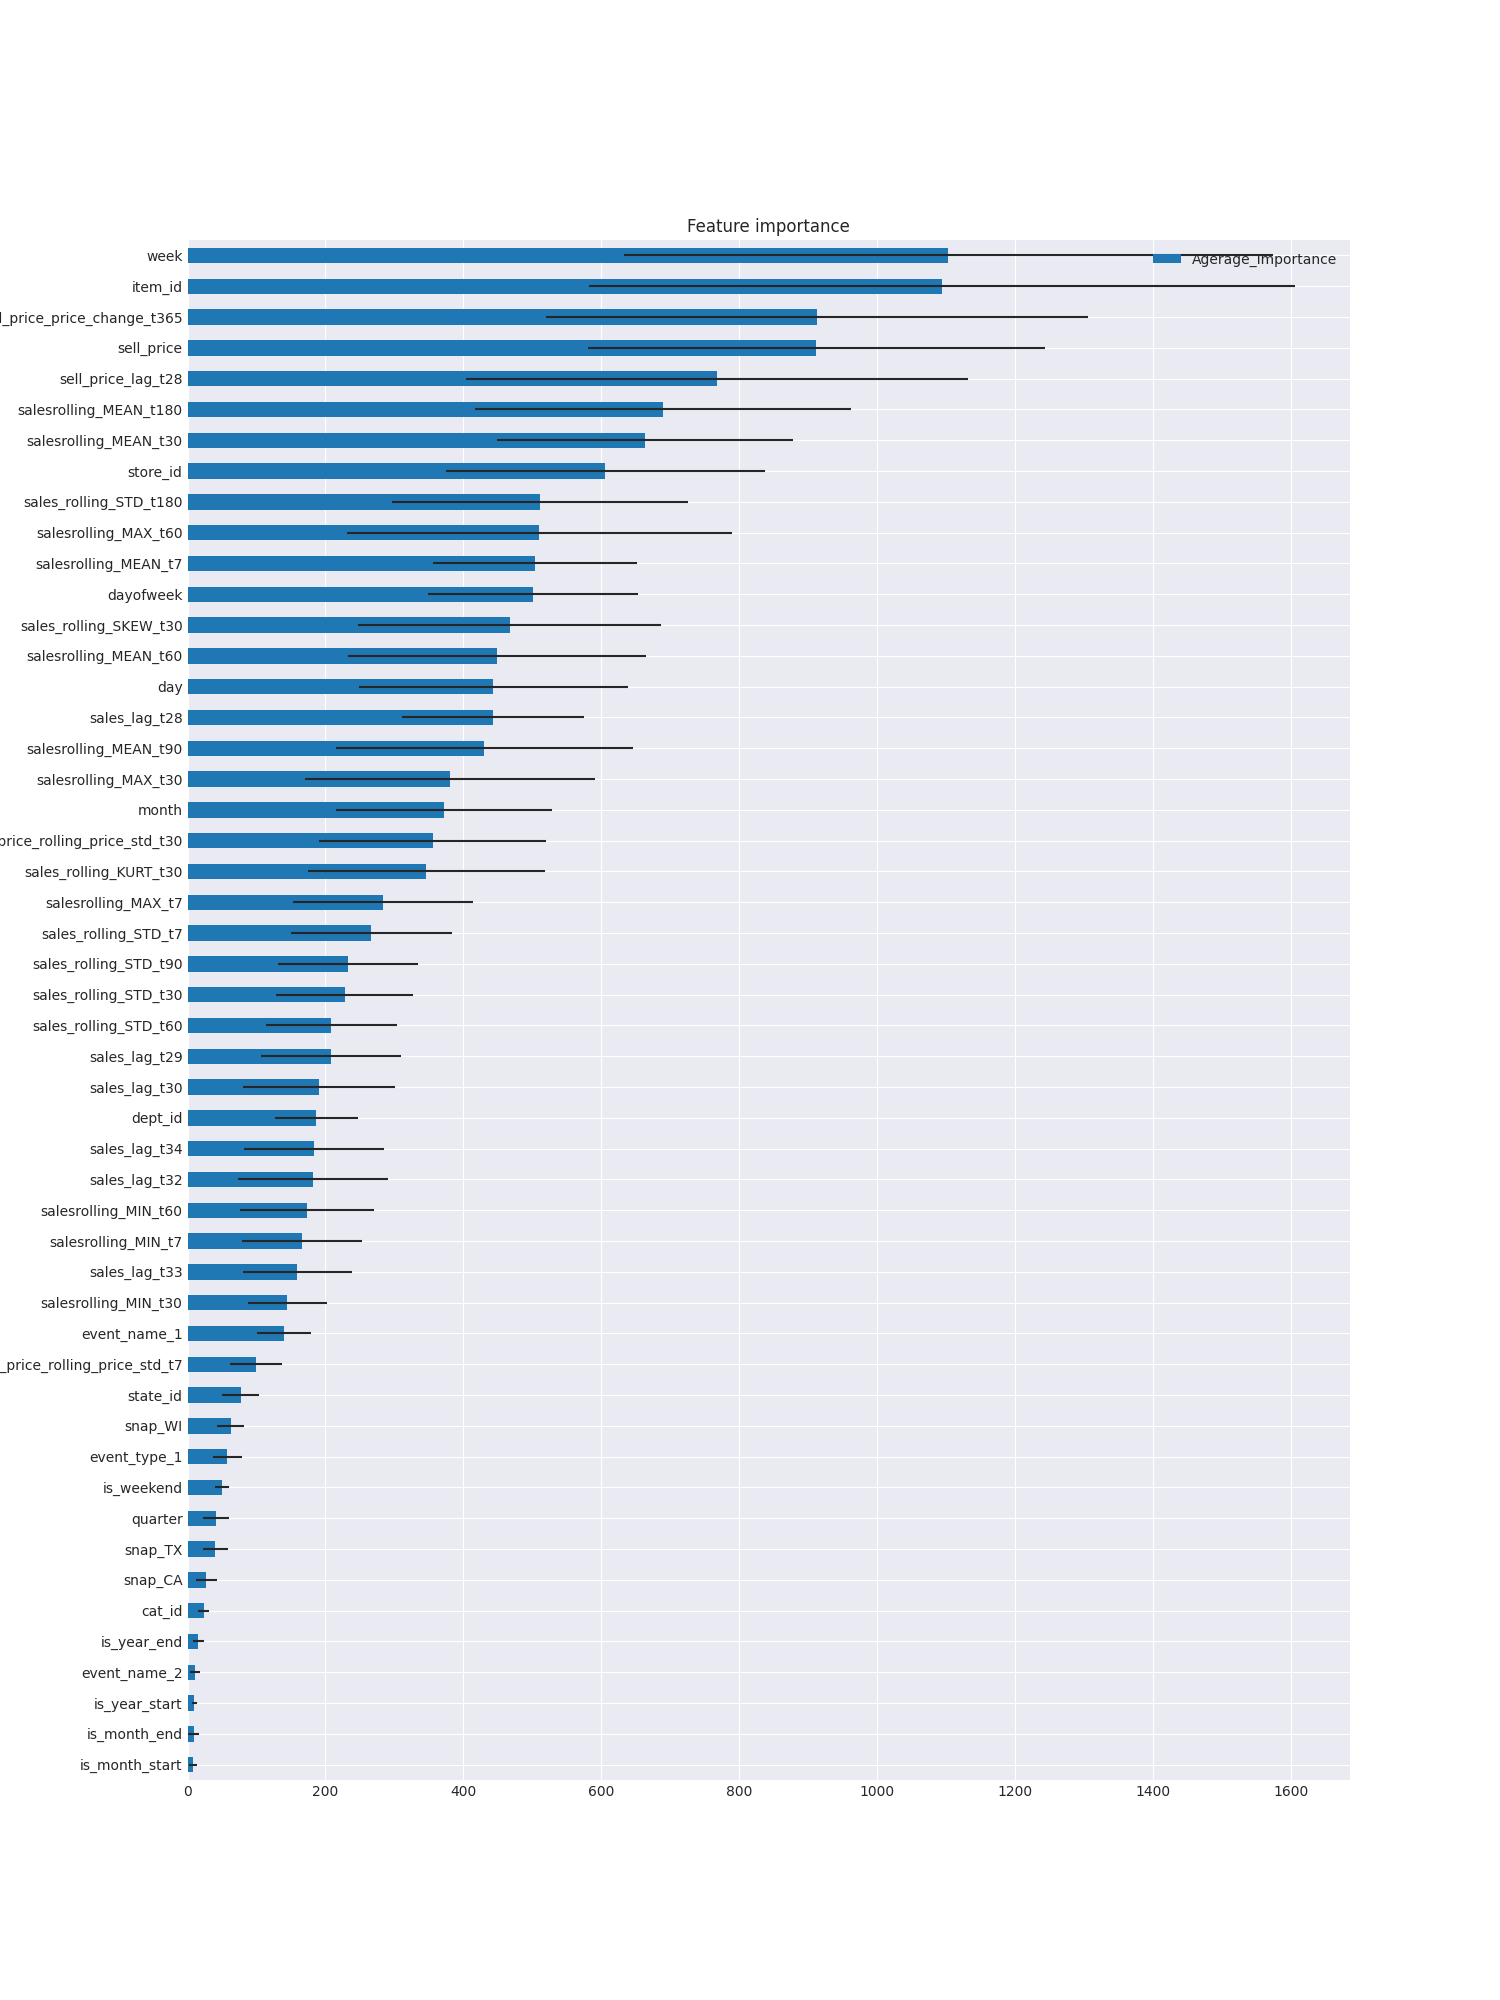 Feature importance
Agerage_importance
week
item_id
l_price_price_change_t365
sell_price
sell_price_lag_t28
salesrolling_MEAN_t180
salesrolling_MEAN_t30
store_id
sales_rolling_STD_t180
salesrolling_MAX_t60
salesrolling_MEAN_t7
dayofweek
sales_rolling_SKEW_t30
salesrolling_MEAN_t60
day
sales_lag_t28
salesrolling_MEAN_t90
salesrolling_MAX_t30
month
price_rolling_price_std_t30
sales_rolling_KURT_t30
salesrolling_MAX_t7
sales_rolling_STD_t7
sales_rolling_STD_t90
sales_rolling_STD_t30
sales_rolling_STD_t60
sales_lag_t29
sales_lag_t30
dept_id
sales_lag_t34
sales_lag_t32
salesrolling_MIN_t60
salesrolling_MIN_t7
sales_lag_t33
salesrolling_MIN_t30
event_name_1
_price_rolling_price_std_t7
state_id
snap_WI
event_type_1
is_weekend
quarter
snap_TX
snap_CA
cat_id
is_year_end
event_name_2
is_year_start
is_month_end
is_month_start
0 200 400 600 800 1000 1200 1400 1600